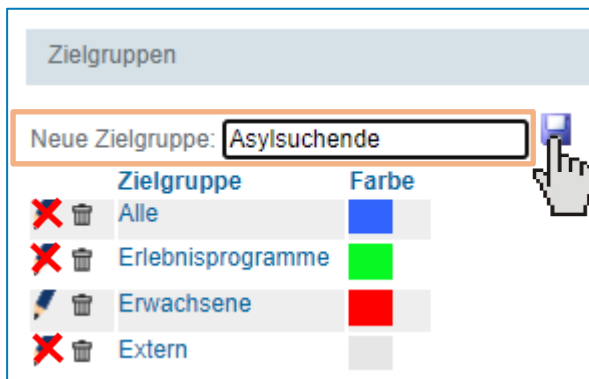 Zielgruppen
Neue Zielgruppe: Asylsuchende
Zielgruppe Farbe
Alle
Erlebnisprogramme
Erwachsene
Extern